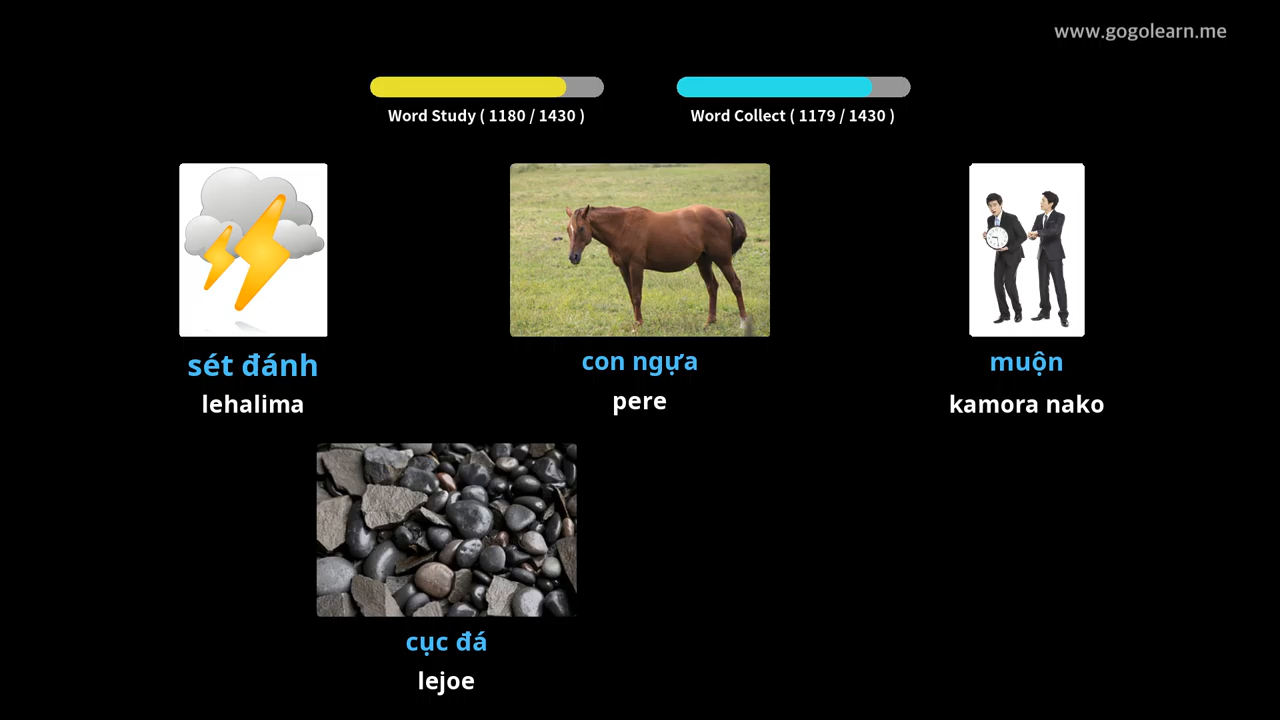 www.gogolearn.me
Word Study ( 1180 / 1430 )
Word Collect ( 1179 / 1430 )
sét đánh
lehalima
con ngựa
pere
muộn
kamora nako
cục đá
lejoe